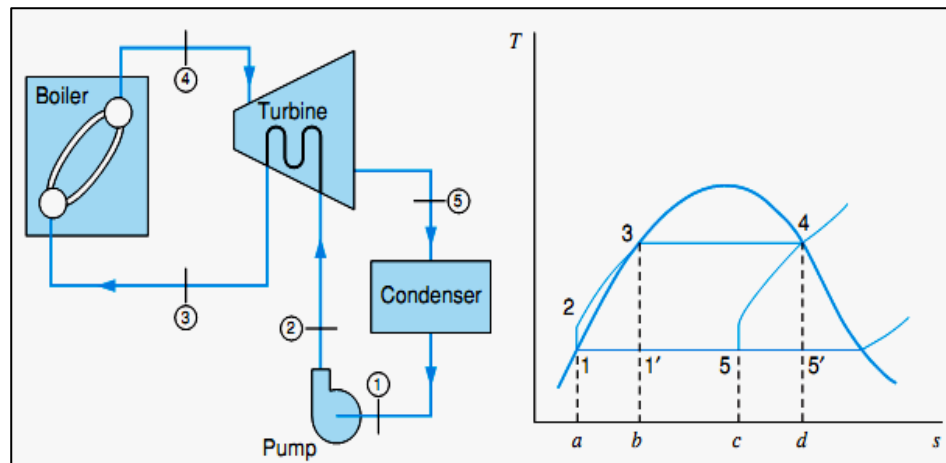 Boiler
4
Turbine
5
Condenser
3
2
1
Pump
T
3
4
2
1
1′
5
5′
a
b
c
d
s